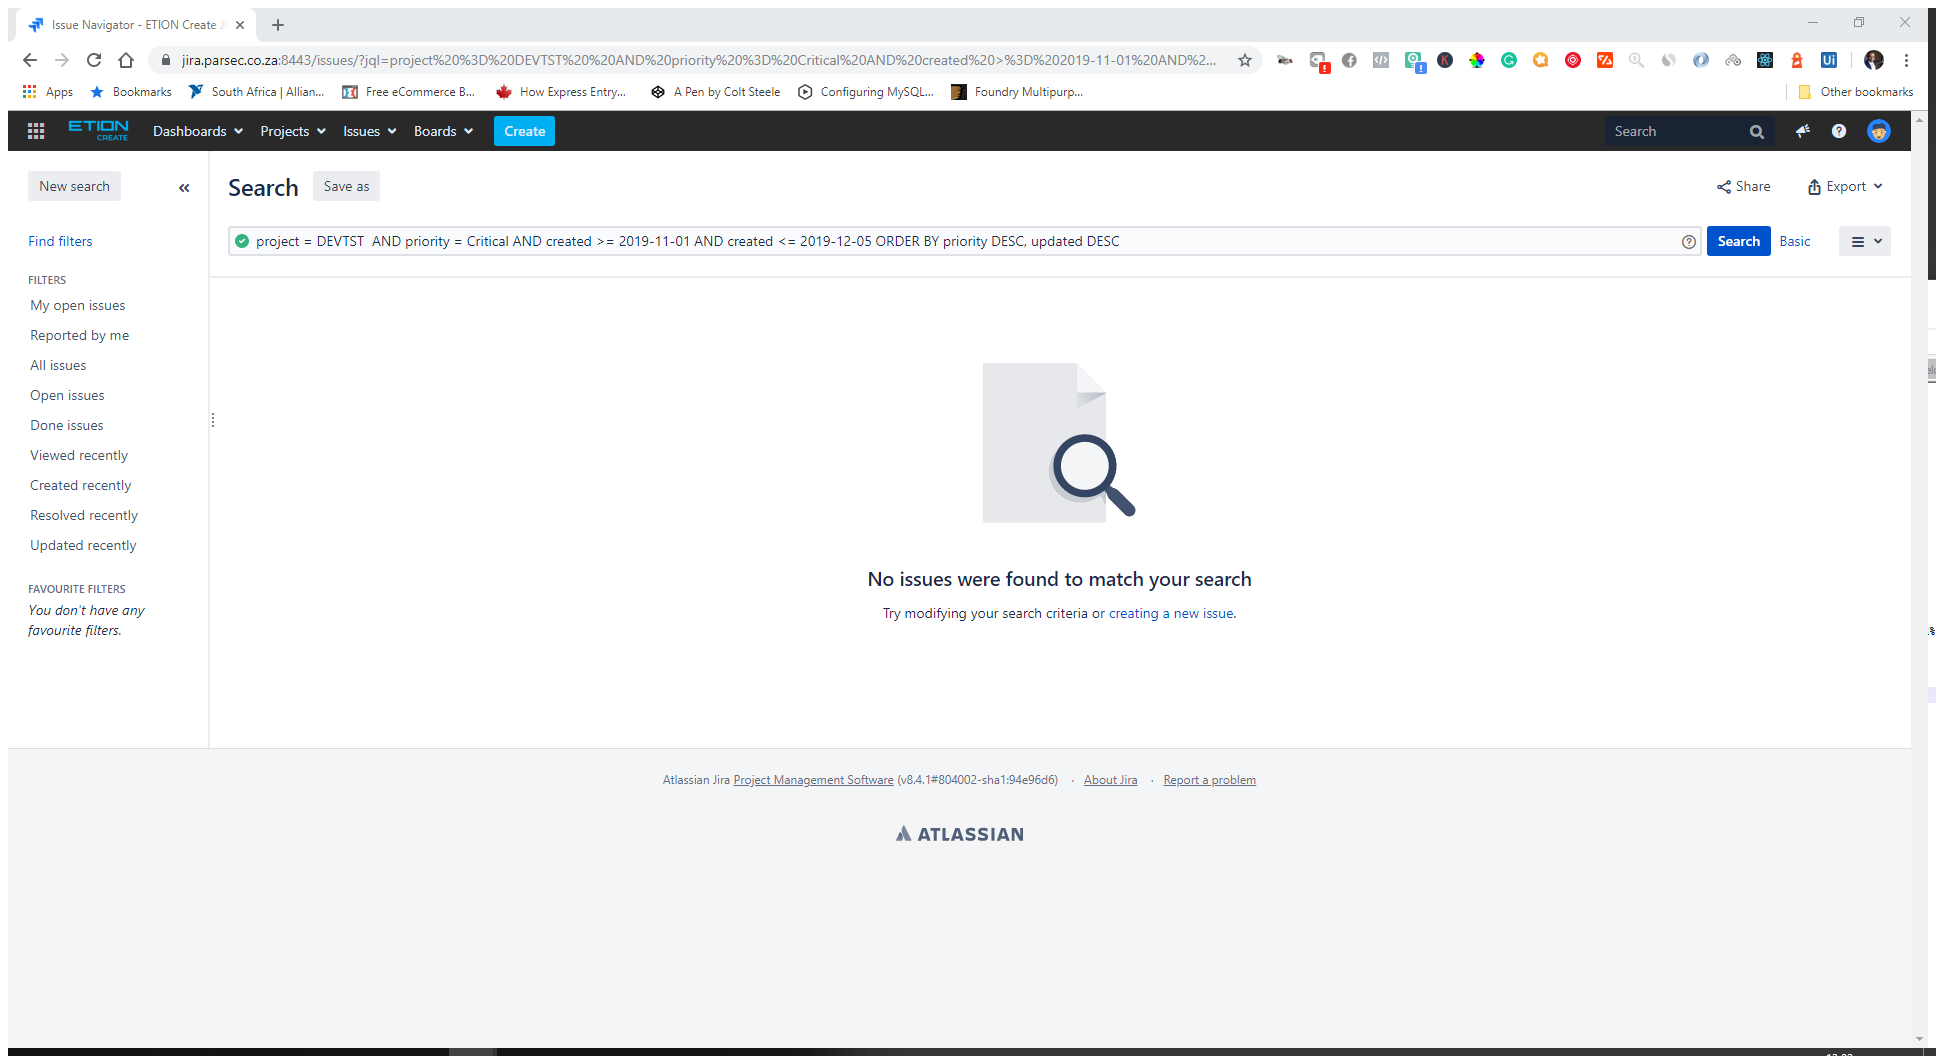 Issue Navigator - ETION Create J
jira.parsec.co.za:8443/issues/?jql=project%20%3D%20DEVTST%20%20AND%20priority%20%3D%20Critical%20AND%20created%20>%3D%202019-11-01%20AND%2...
Apps Bookmarks South Africa | Allian... Free eCommerce B... How Express Entry... A Pen by Colt Steele Configuring MySQL... Foundry Multipurp... Other bookmarks
ETION CREATE Dashboards Projects Issues Boards Create Search
New search
Search Save as Share Export
project = DEVTST  AND priority = Critical AND created >= 2019-11-01 AND created <= 2019-12-05 ORDER BY priority DESC, updated DESC
Search Basic
Find filters
FILTERS
My open issues
Reported by me
All issues
Open issues
Done issues
Viewed recently
Created recently
Resolved recently
Updated recently
FAVOURITE FILTERS
You don't have any
favourite filters.
No issues were found to match your search
Try modifying your search criteria or creating a new issue.
Atlassian Jira Project Management Software (v8.4.1#804002-sha1:94e96d6) · About Jira · Report a problem
ATLASSIAN